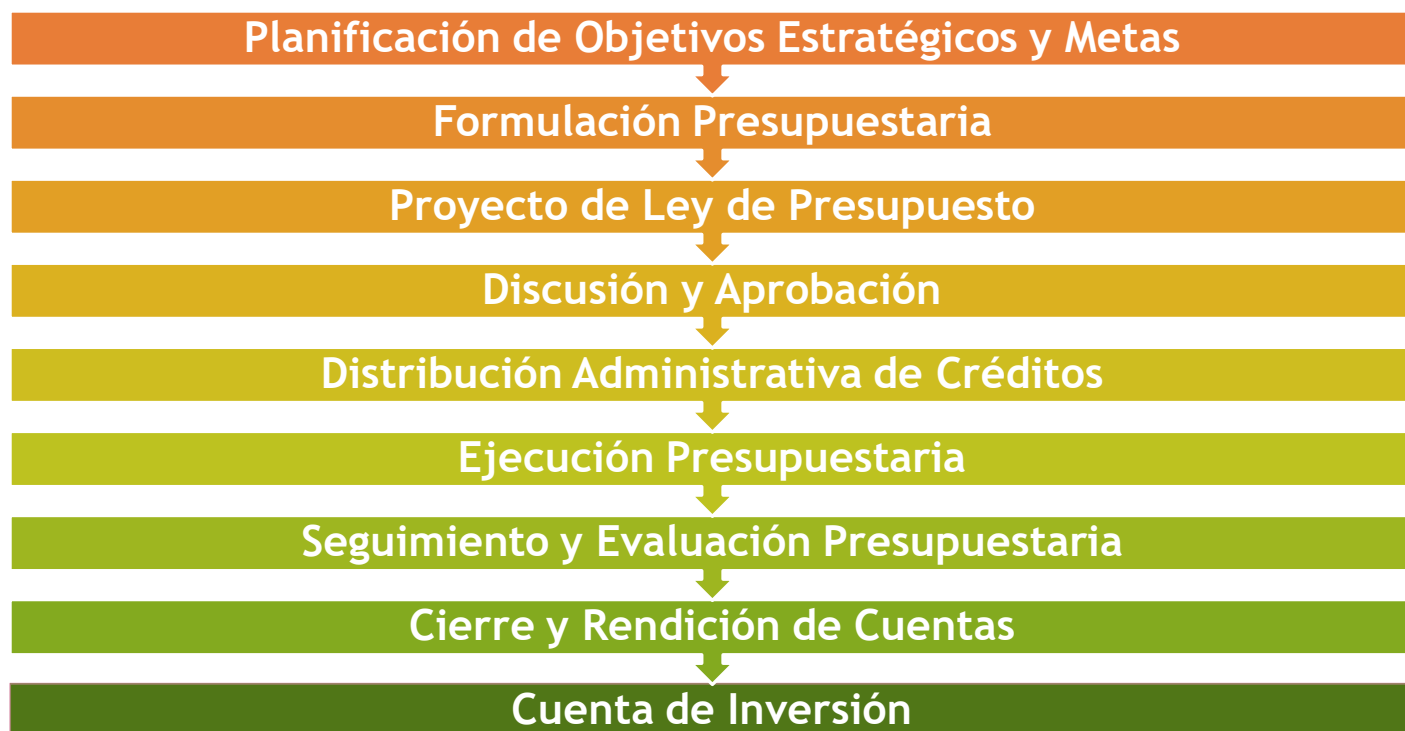 Planificación de Objetivos Estratégicos y Metas
Formulación Presupuestaria
Proyecto de Ley de Presupuesto
Discusión y Aprobación
Distribución Administrativa de Créditos
Ejecución Presupuestaria
Seguimiento y Evaluación Presupuestaria
Cierre y Rendición de Cuentas
Cuenta de Inversión